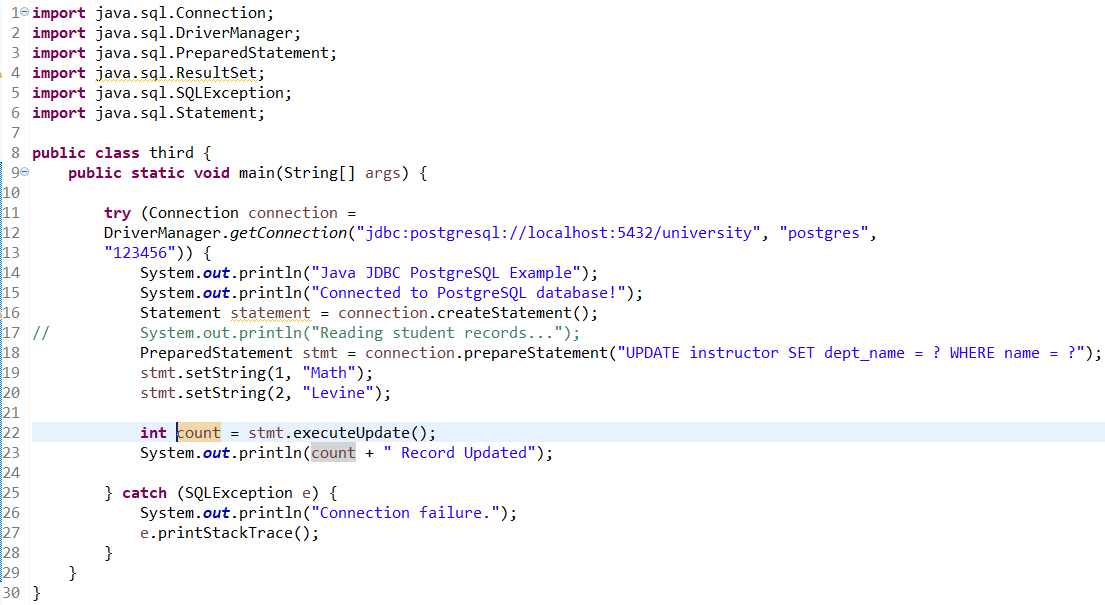 1 import java.sql.Connection;
2 import java.sql.DriverManager;
3 import java.sql.PreparedStatement;
4 import java.sql.ResultSet;
5 import java.sql.SQLException;
6 import java.sql.Statement;
7
8 public class third {
9     public static void main(String[] args) {
10
11         try (Connection connection =
12         DriverManager.getConnection("jdbc:postgresql://localhost:5432/university", "postgres",
13         "123456")) {
14             System.out.println("Java JDBC PostgreSQL Example");
15             System.out.println("Connected to PostgreSQL database!");
16             Statement statement = connection.createStatement();
17 //          System.out.println("Reading student records...");
18             PreparedStatement stmt = connection.prepareStatement("UPDATE instructor SET dept_name = ? WHERE name = ?");
19             stmt.setString(1, "Math");
20             stmt.setString(2, "Levine");
21
22             int count = stmt.executeUpdate();
23             System.out.println(count + " Record Updated");
24
25         } catch (SQLException e) {
26             System.out.println("Connection failure.");
27             e.printStackTrace();
28         }
29     }
30 }